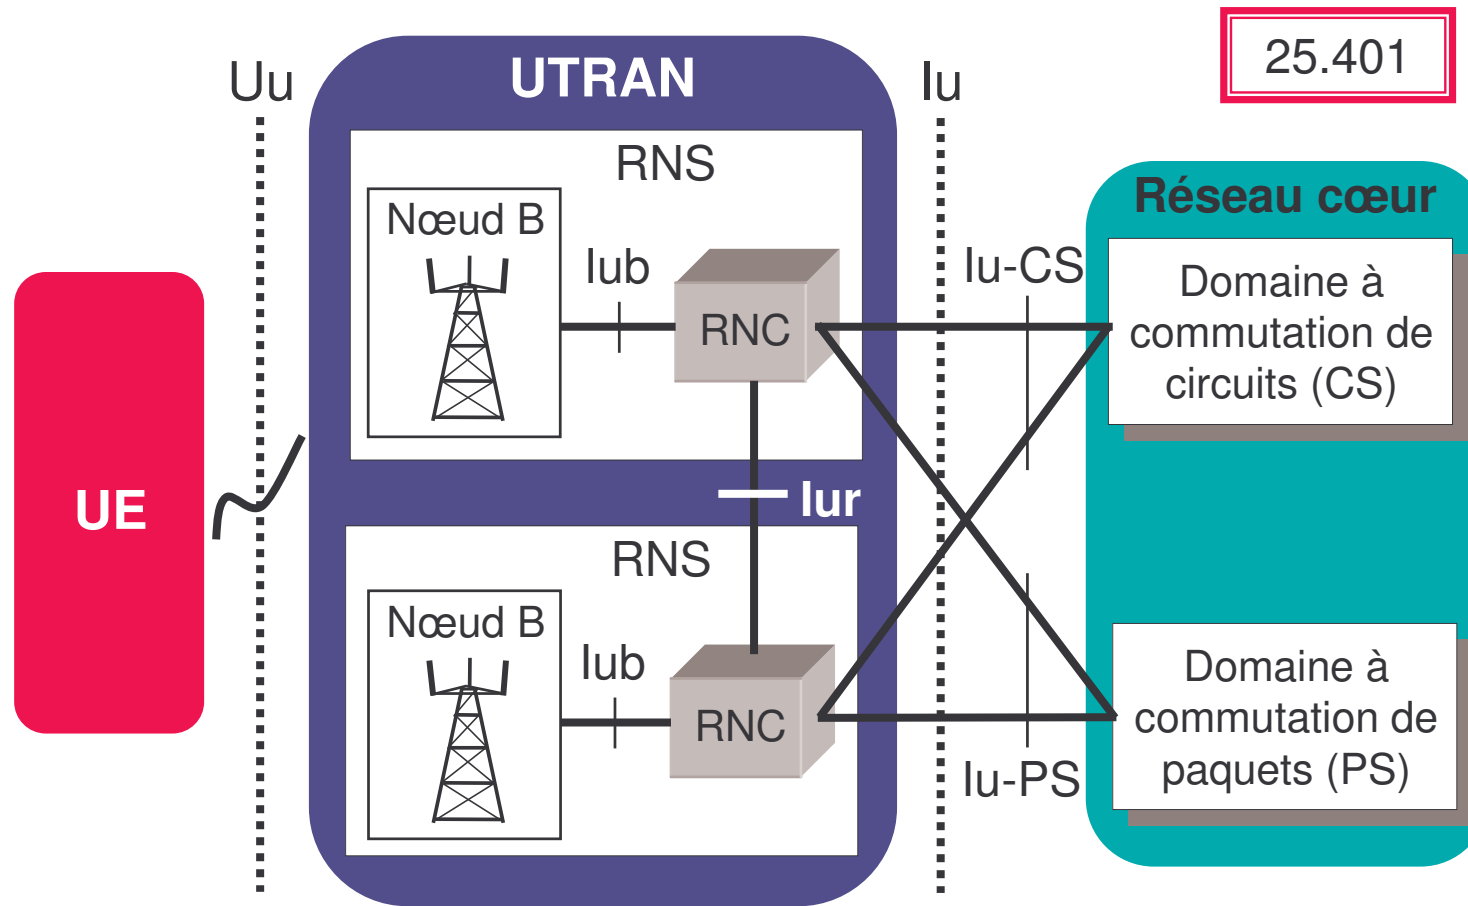 25.401
Uu
UTRAN
Iu
RNS
Réseau cœur
Nœud B
Iub
RNC
Iu-CS
Domaine à
commutation de
circuits (CS)
UE
Iur
RNS
Nœud B
Iub
RNC
Iu-PS
Domaine à
commutation de
paquets (PS)